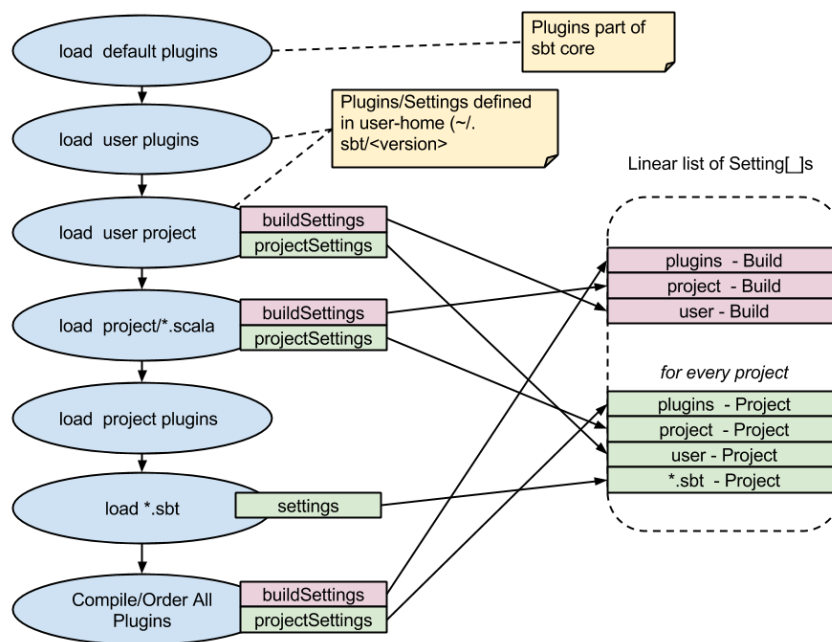 load default plugins
Plugins part of
sbt core
load user plugins
Plugins/Settings defined
in user-home (~/.
sbt/<version>
Linear list of Setting[_]s
load user project
buildSettings
projectSettings
plugins - Build
project - Build
user - Build
load project/*.scala
buildSettings
projectSettings
for every project
plugins - Project
project - Project
user - Project
*.sbt - Project
load project plugins
load *.sbt
settings
Compile/Order All
Plugins
buildSettings
projectSettings